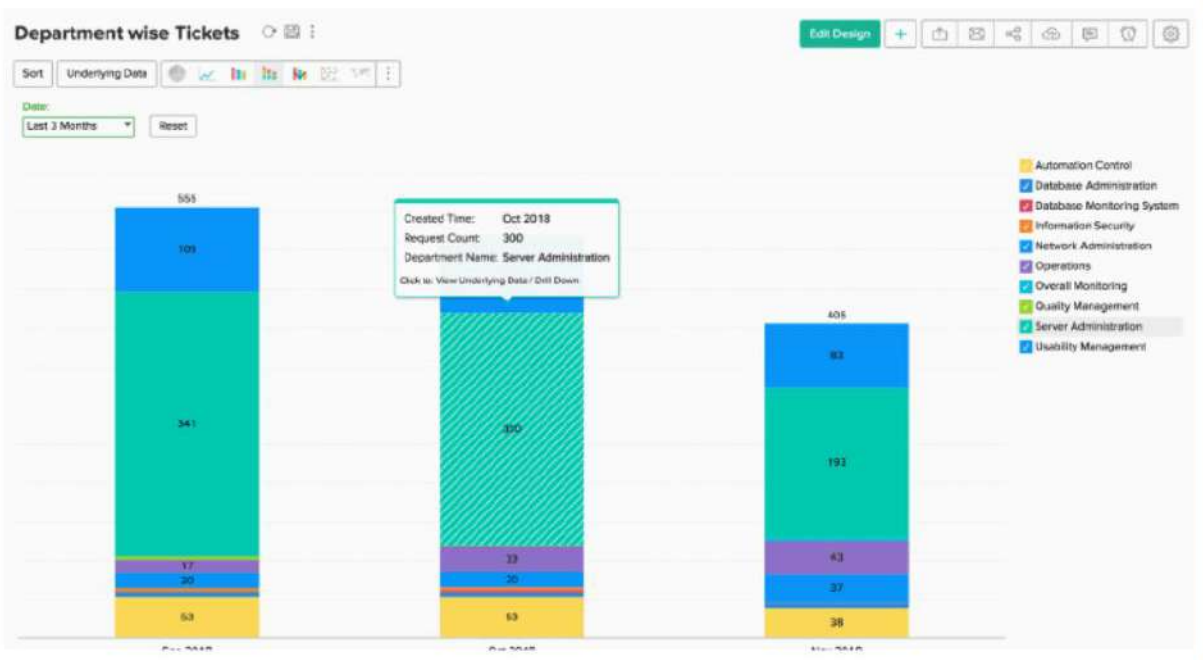 Department wise Tickets
Edit Design
Sort
Underlying Data
Date:
Last 3 Months
Reset
Automation Control
Database Administration
Database Monitoring System
Information Security
Network Administration
Operations
Overall Monitoring
Quality Management
Server Administration
Usability Management
Created Time: Oct 2018
Request Count: 300
Department Name: Server Administration
Click to: View Underlying Data / Drill Down
555
405
109
83
341
300
193
17
33
43
20
20
37
53
53
38